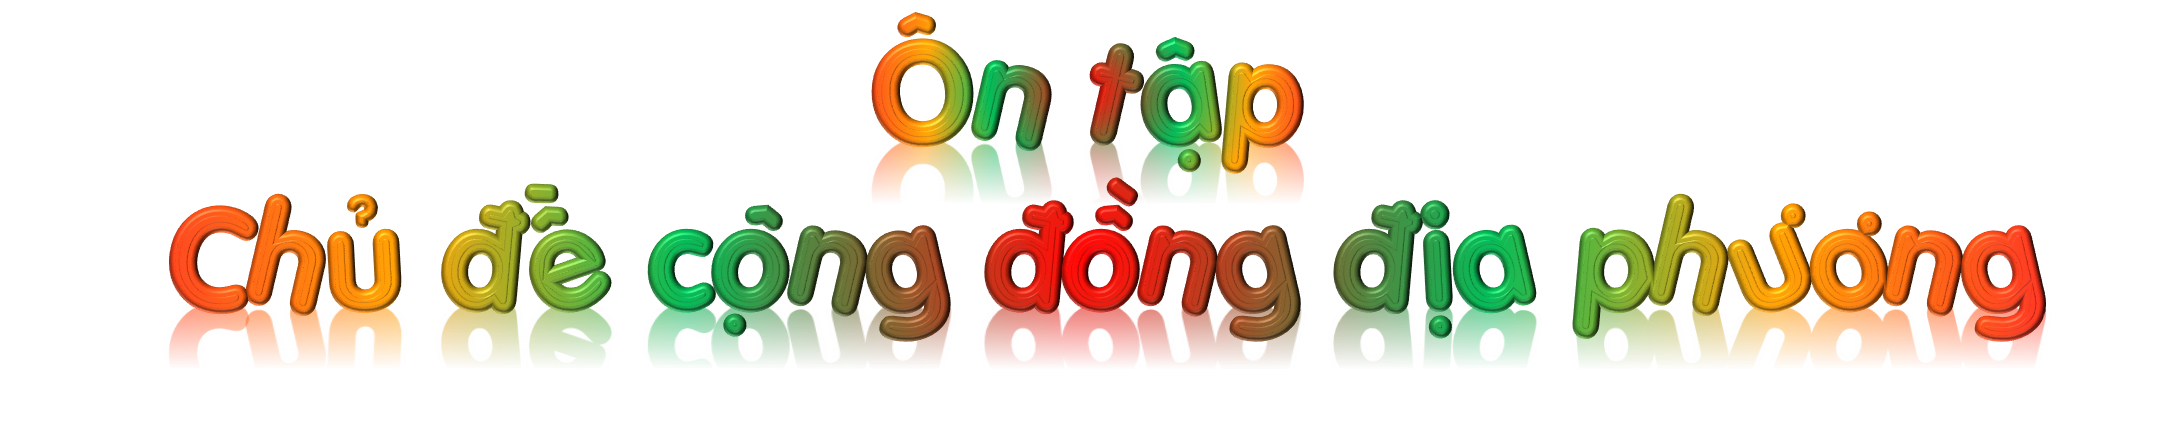 Ôn tập
Chủ đề cộng đồng địa phương